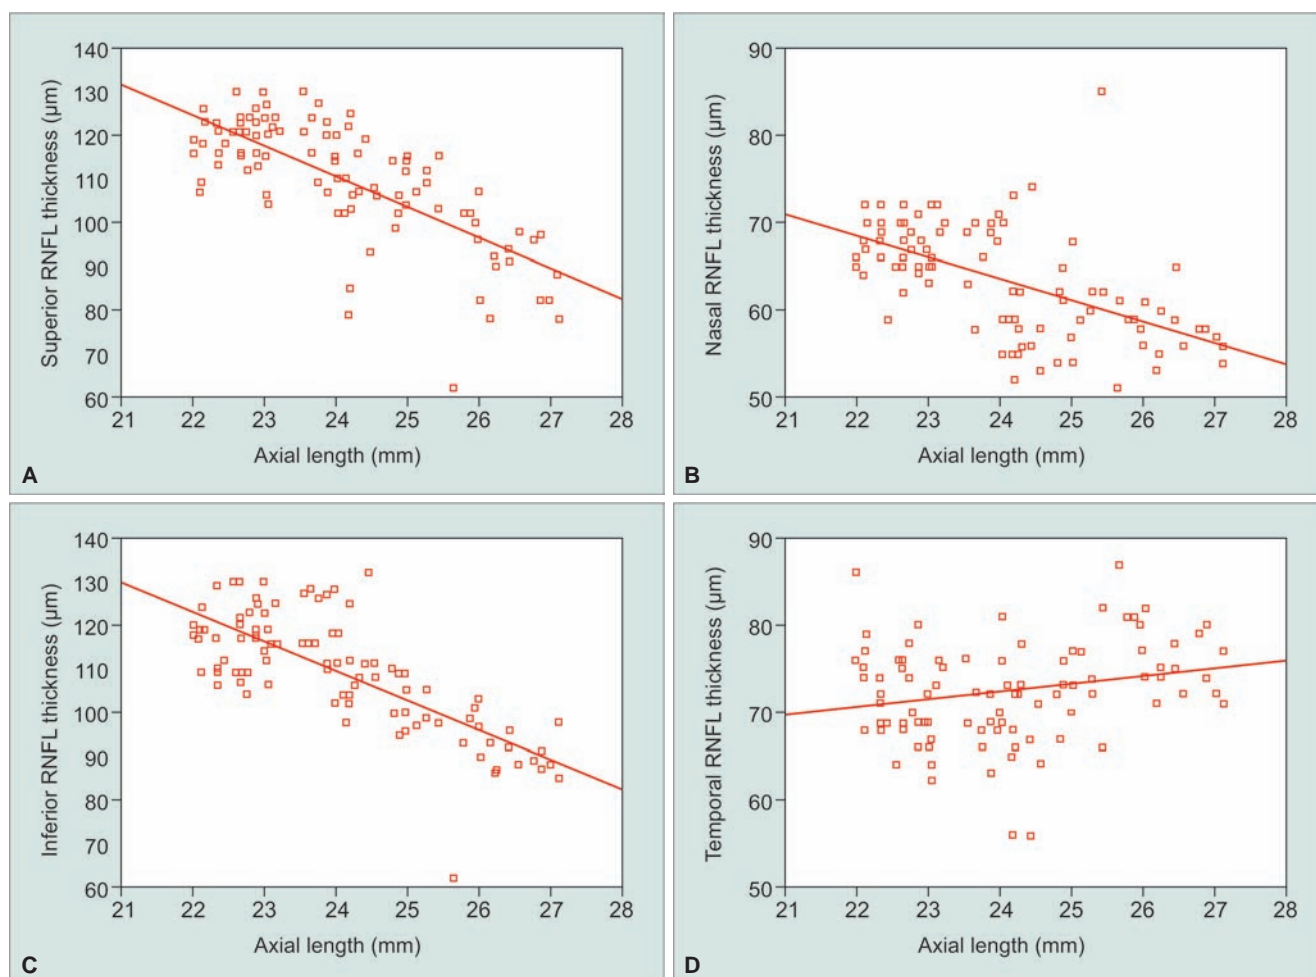 140
130
120
110
100
90
80
70
60
Superior RNFL thickness (μm)
21 22 23 24 25 26 27 28
Axial length (mm)
A
90
80
70
60
50
Nasal RNFL thickness (μm)
21 22 23 24 25 26 27 28
Axial length (mm)
B
140
130
120
110
100
90
80
70
60
Inferior RNFL thickness (μm)
21 22 23 24 25 26 27 28
Axial length (mm)
C
90
80
70
60
50
Temporal RNFL thickness (μm)
21 22 23 24 25 26 27 28
Axial length (mm)
D